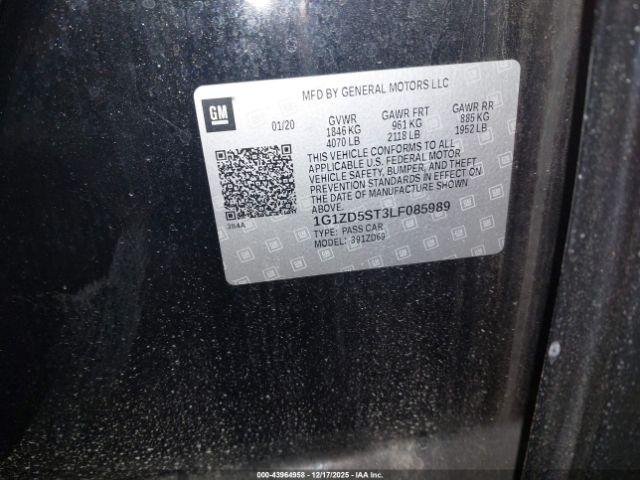 MFD BY GENERAL MOTORS LLC
GM
01/20
GVWR
1846 KG
4070 LB
GAWR FRT
961 KG
2118 LB
GAWR RR
885 KG
1952 LB
THIS VEHICLE CONFORMS TO ALL
APPLICABLE U.S. FEDERAL MOTOR
VEHICLE SAFETY, BUMPER, AND THEFT
PREVENTION STANDARDS IN EFFECT ON
THE DATE OF MANUFACTURE SHOWN
ABOVE.
1G1ZD5ST3LF085989
TYPE: PASS CAR
MODEL: 391ZD69
384A
000-43964958 - 12/17/2025 - IAA Inc.